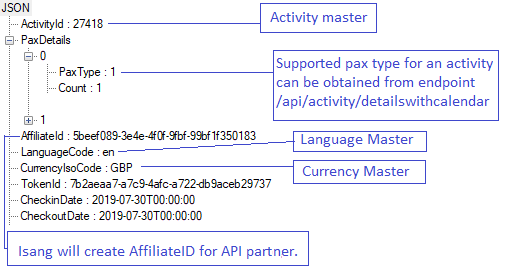 JSON
ActivityId : 27418
Activity master
PaxDetails
0
PaxType : 1
Count : 1
Supported pax type for an activity
can be obtained from endpoint
/api/activity/detailswithcalendar
1
AffiliateId : 5beef089-3e4e-4f0f-9fbf-99bf1f350183
LanguageCode : en
Language Master
CurrencyIsoCode : GBP
Currency Master
TokenId : 7b2aeaa7-a7c9-4afc-a722-db9aceb29737
CheckinDate : 2019-07-30T00:00:00
CheckoutDate : 2019-07-30T00:00:00
Isang will create AffiliateID for API partner.